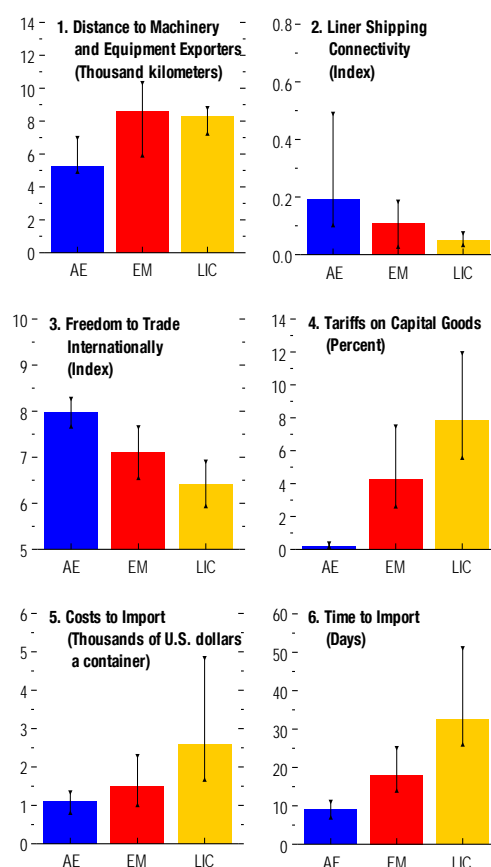 1. Distance to Machinery
and Equipment Exporters
(Thousand kilometers)
14
12
10
8
6
4
2
0
AE EM LIC
2. Liner Shipping
Connectivity
(Index)
0.8
0.6
0.4
0.2
0.0
AE EM LIC
3. Freedom to Trade
Internationally
(Index)
10
9
8
7
6
5
AE EM LIC
4. Tariffs on Capital Goods
(Percent)
14
12
10
8
6
4
2
0
AE EM LIC
5. Costs to Import
(Thousands of U.S. dollars
a container)
6
5
4
3
2
1
0
AE EM LIC
6. Time to Import
(Days)
60
50
40
30
20
10
0
AE EM LIC